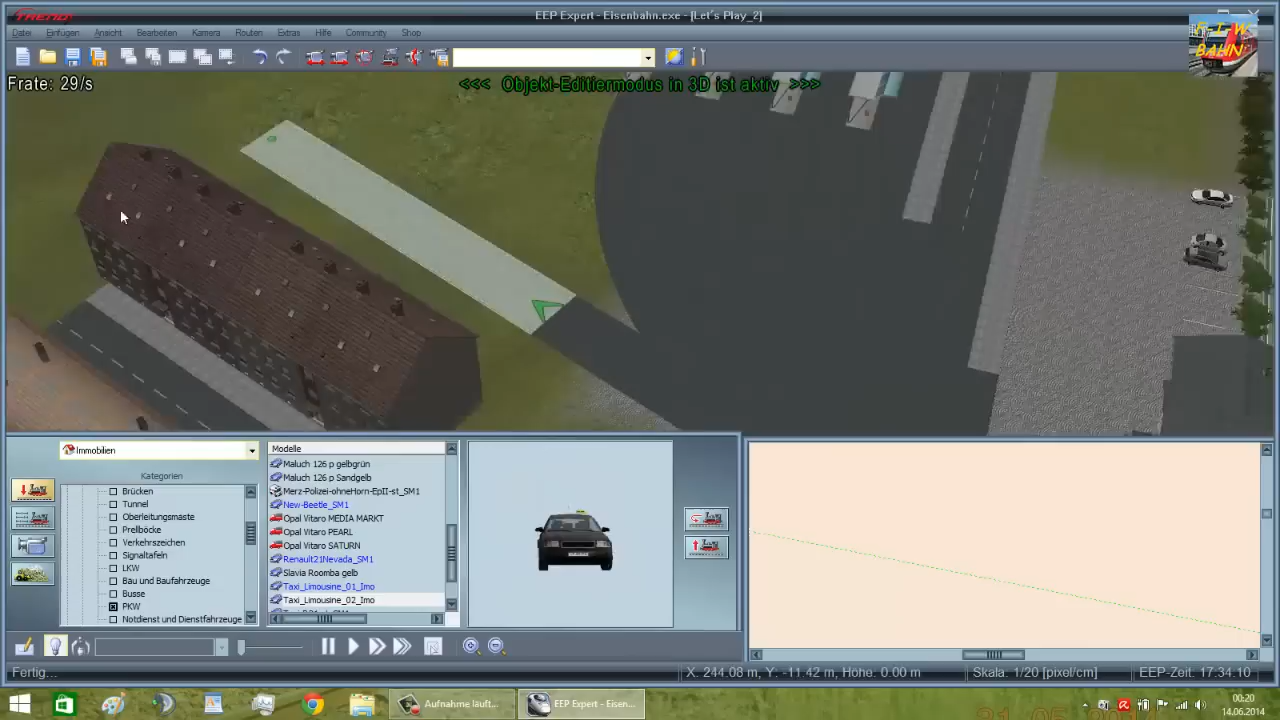 TREND
EEP Expert - Eisenbahn.exe - [Let´s Play_2]
Datei Einfügen Ansicht Bearbeiten Kamera Routen Extras Hilfe Community Shop
F-T-W
BAHN
Frate: 29/s
<<< Objekt-Editiermodus in 3D ist aktiv >>>
Immobilien
Kategorien
Brücken
Tunnel
Oberleitungsmaste
Prellböcke
Verkehrszeichen
Signaltafeln
LKW
Bau und Baufahrzeuge
Busse
PKW
Notdienst und Dienstfahrzeuge
Modelle
Maluch 126 p gelbgrün
Maluch 126 p Sandgelb
Merz-Polizei-ohneHorn-EpII-st_SM1
New-Beetle_SM1
Opal Vitaro MEDIA MARKT
Opal Vitaro PEARL
Opal Vitaro SATURN
Renault21Nevada_SM1
Slavia Roomba gelb
Taxi_Limousine_01_Imo
Taxi_Limousine_02_Imo
Fertig...
X. 244.08 m, Y. -11.42 m, Höhe: 0.00 m
Skala: 1/20 [pixel/cm]
EEP-Zeit: 17:34.10
Aufnahme läuft...
EEP Expert - Eisen...
00:20
14.06.2014